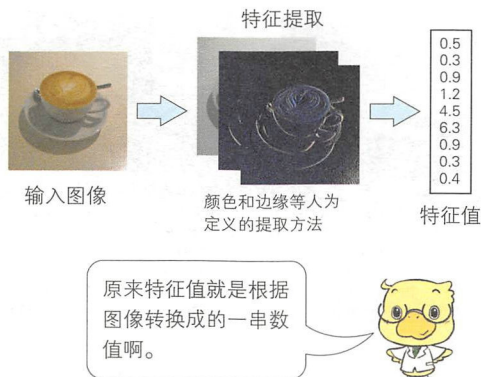 特征提取
0.5
0.3
0.9
1.2
4.5
6.3
0.9
0.3
0.4
输入图像
颜色和边缘等人为
定义的提取方法
特征值
原来特征值就是根据
图像转换成的一串数
值啊。